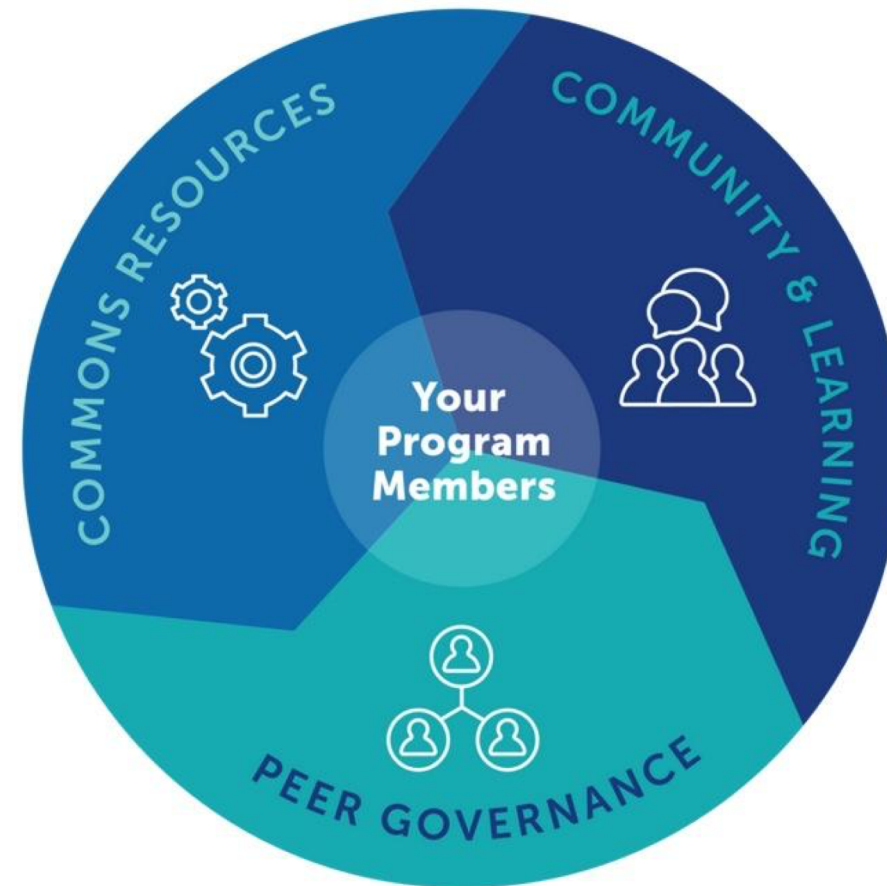 COMMONS RESOURCES
COMMUNITY & LEARNING
Your
Program
Members
PEER GOVERNANCE